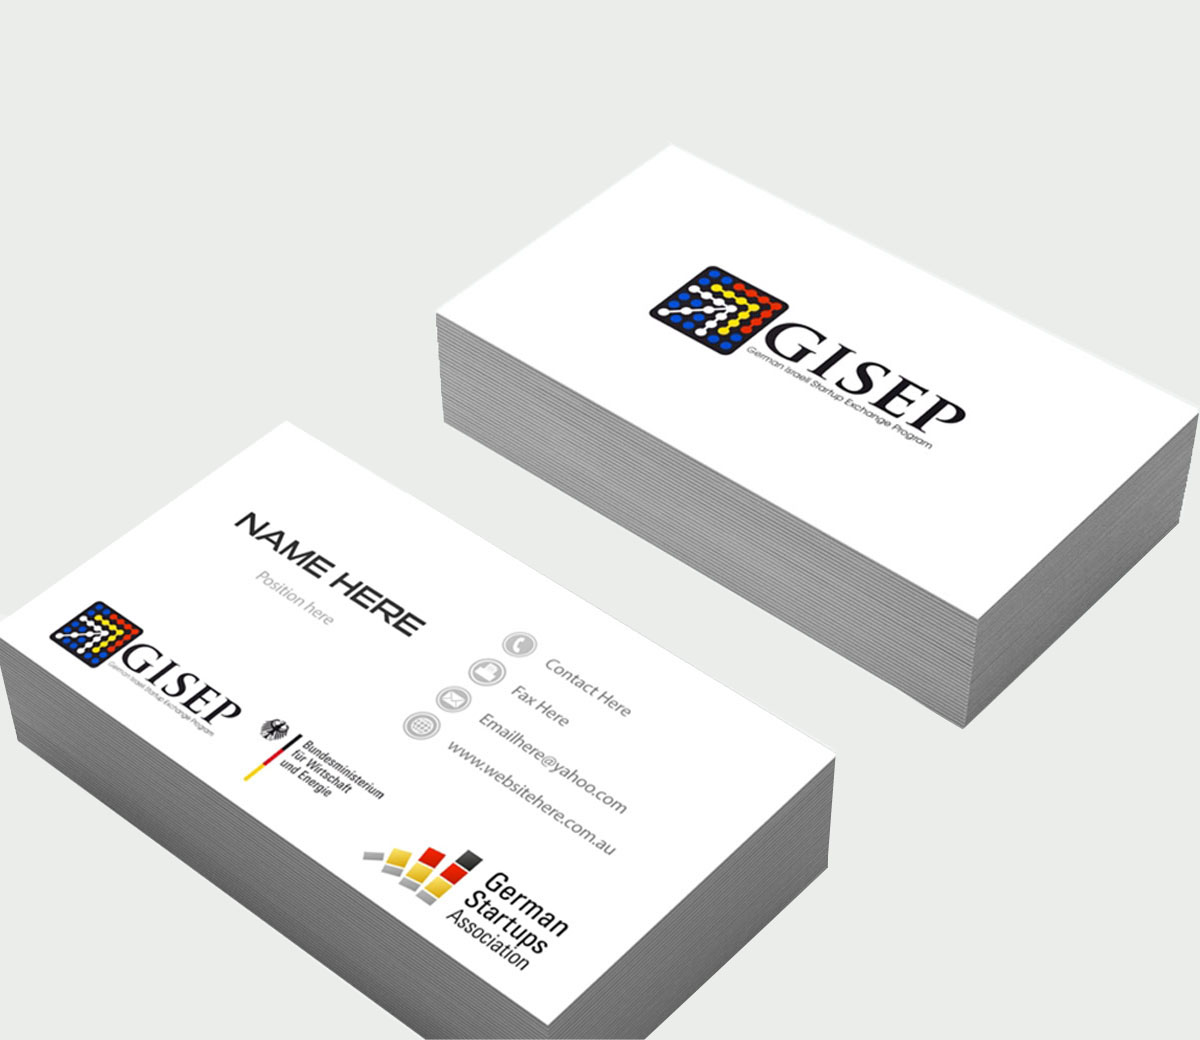 GISEP
German Israeli Startup Exchange Program
NAME HERE
Position here
Contact Here
Fax Here
Emailhere@yahoo.com
www.websitehere.com.au
GISEP
German Israeli Startup Exchange Program
Bundesministerium
für Wirtschaft
und Energie
German
Startups
Association